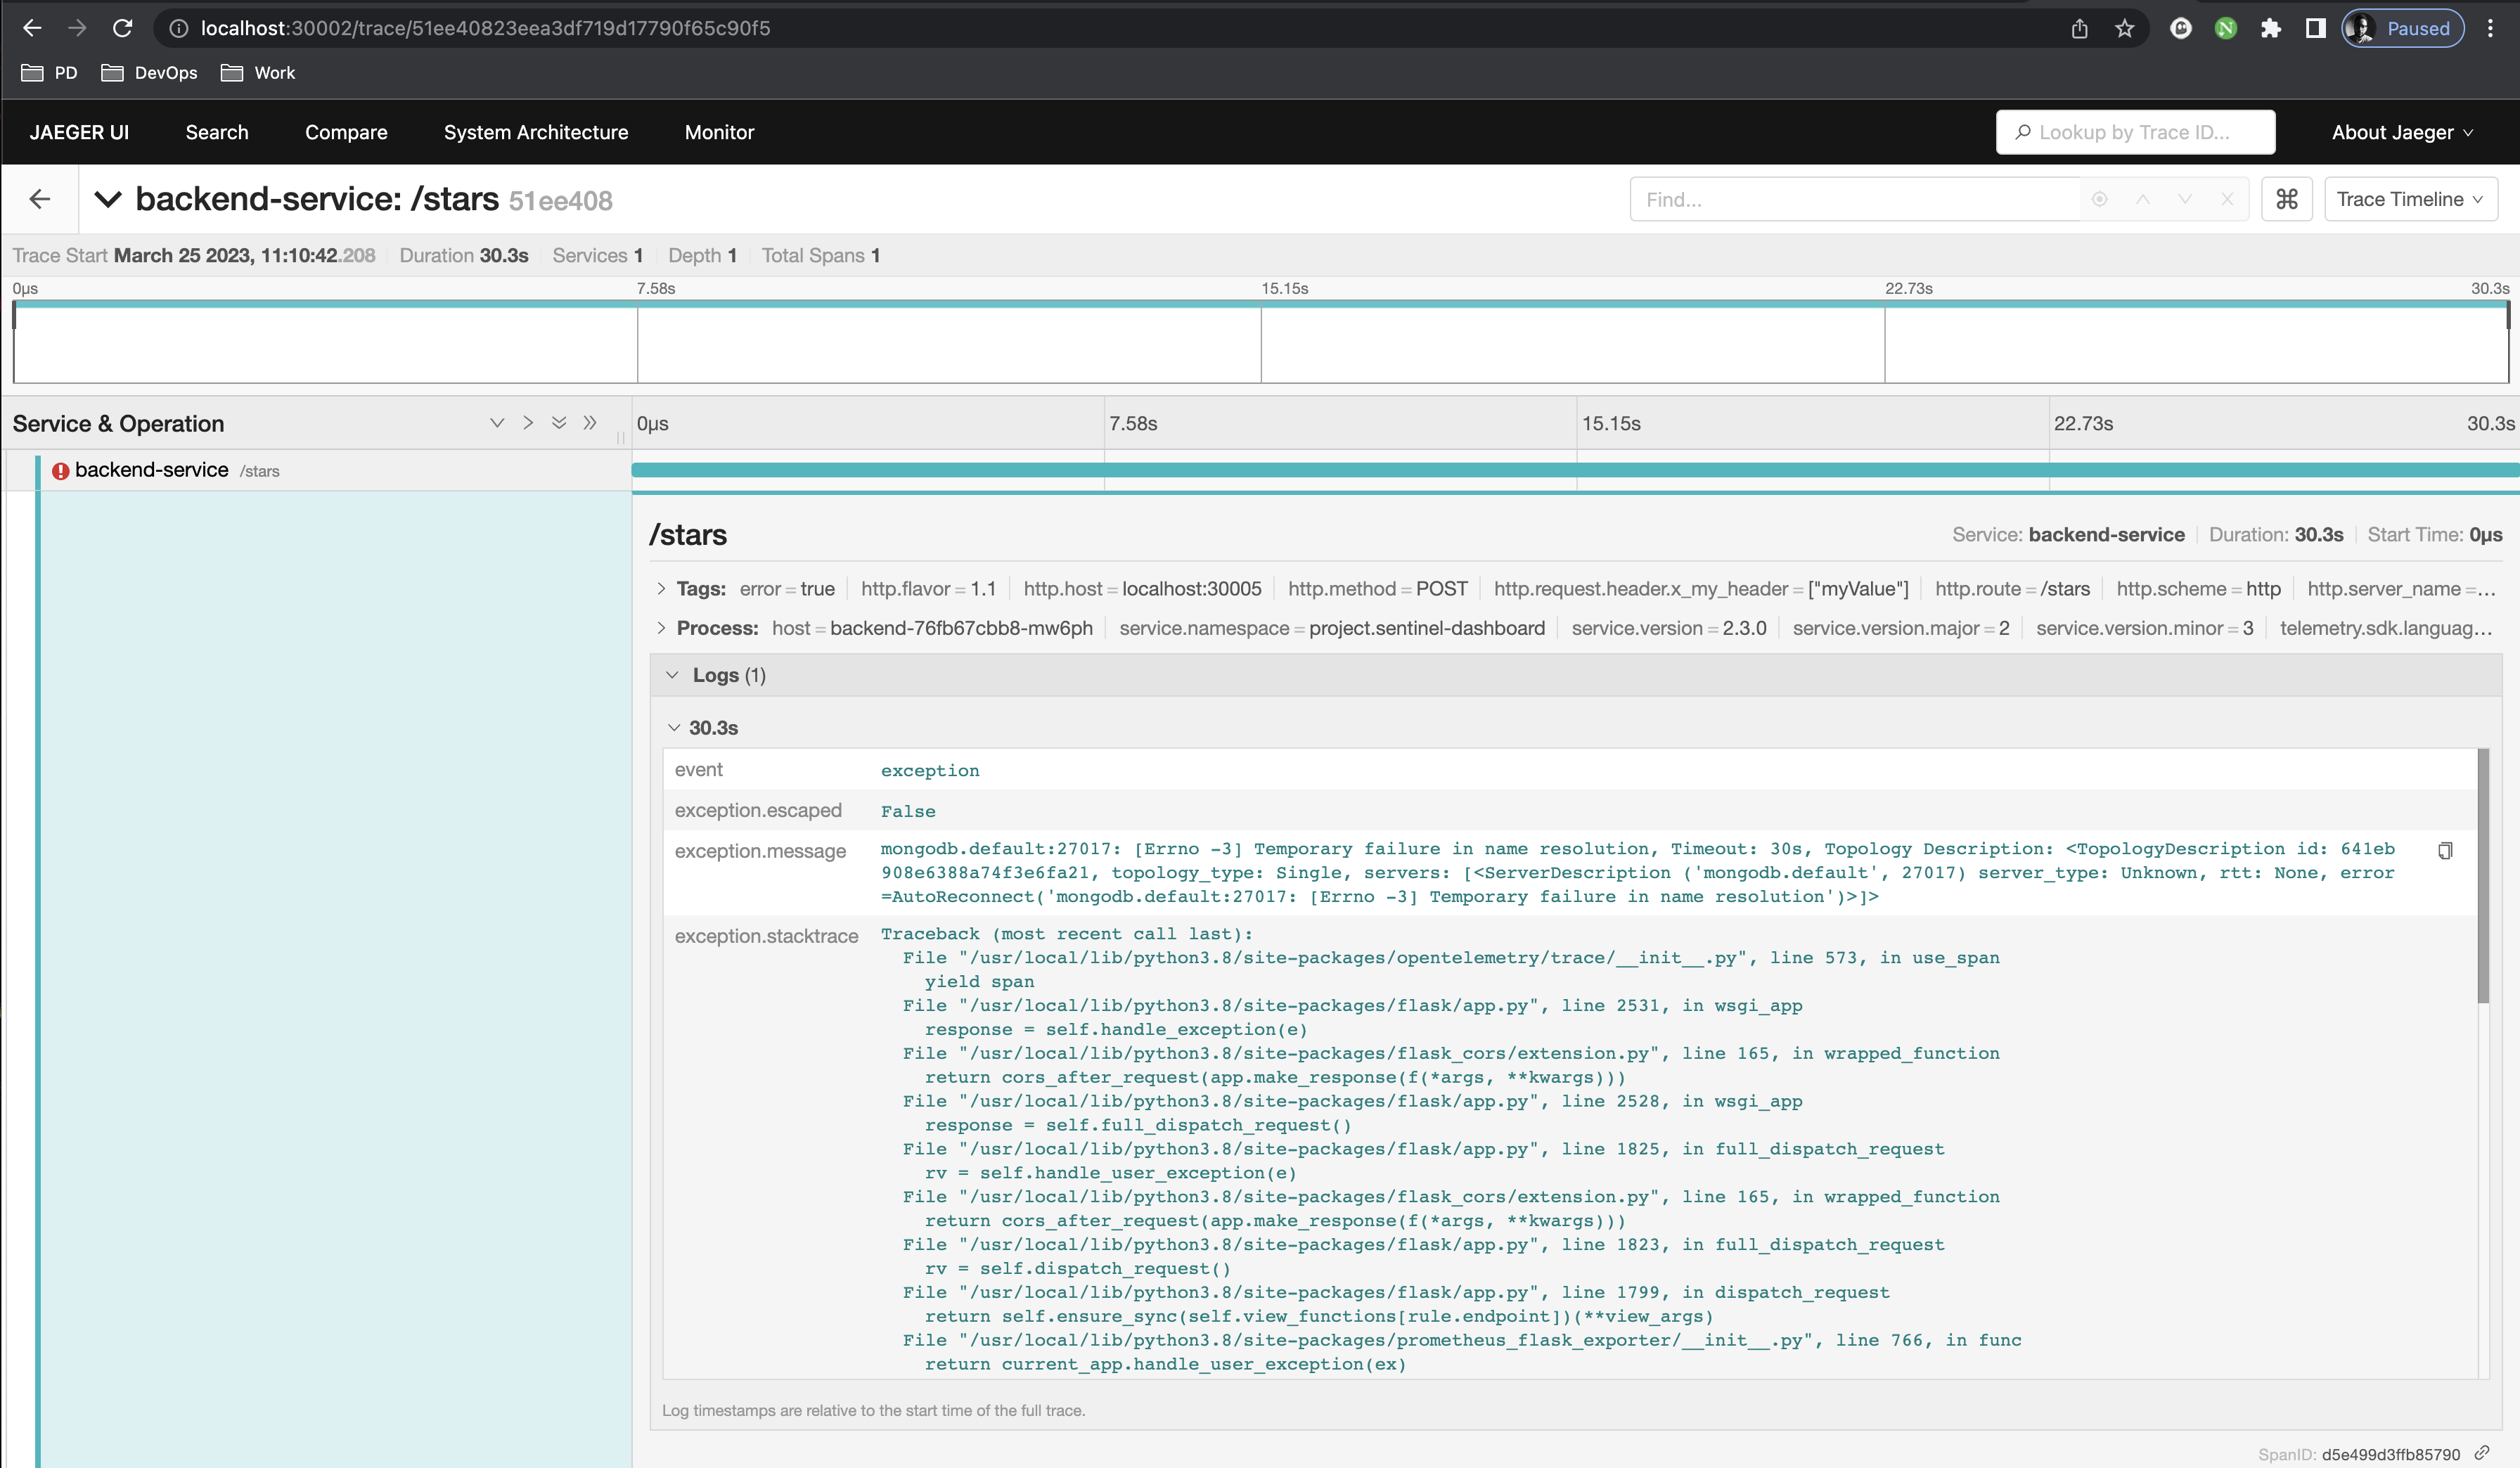 localhost:30002/trace/51ee40823eea3df719d17790f65c90f5
Paused
PD DevOps Work
JAEGER UI Search Compare System Architecture Monitor Lookup by Trace ID... About Jaeger
backend-service: /stars 51ee408 Find... Trace Timeline
Trace Start March 25 2023, 11:10:42.208 Duration 30.3s Services 1 Depth 1 Total Spans 1
0μs 7.58s 15.15s 22.73s 30.3s
Service & Operation 0μs 7.58s 15.15s 22.73s 30.3s
backend-service /stars
/stars Service: backend-service Duration: 30.3s Start Time: 0μs
Tags: error = true http.flavor = 1.1 http.host = localhost:30005 http.method = POST http.request.header.x_my_header = ["myValue"] http.route = /stars http.scheme = http http.server_name =...
Process: host = backend-76fb67cbb8-mw6ph service.namespace = project.sentinel-dashboard service.version = 2.3.0 service.version.major = 2 service.version.minor = 3 telemetry.sdk.languag...
Logs (1)
30.3s
event exception
exception.escaped False
exception.message mongodb.default:27017: [Errno -3] Temporary failure in name resolution, Timeout: 30s, Topology Description: <TopologyDescription id: 641eb
908e6388a74f3e6fa21, topology_type: Single, servers: [<ServerDescription ('mongodb.default', 27017) server_type: Unknown, rtt: None, error
=AutoReconnect('mongodb.default:27017: [Errno -3] Temporary failure in name resolution')>]>
exception.stacktrace Traceback (most recent call last):
File "/usr/local/lib/python3.8/site-packages/opentelemetry/trace/__init__.py", line 573, in use_span
yield span
File "/usr/local/lib/python3.8/site-packages/flask/app.py", line 2531, in wsgi_app
response = self.handle_exception(e)
File "/usr/local/lib/python3.8/site-packages/flask_cors/extension.py", line 165, in wrapped_function
return cors_after_request(app.make_response(f(*args, **kwargs)))
File "/usr/local/lib/python3.8/site-packages/flask/app.py", line 2528, in wsgi_app
response = self.full_dispatch_request()
File "/usr/local/lib/python3.8/site-packages/flask/app.py", line 1825, in full_dispatch_request
rv = self.handle_user_exception(e)
File "/usr/local/lib/python3.8/site-packages/flask_cors/extension.py", line 165, in wrapped_function
return cors_after_request(app.make_response(f(*args, **kwargs)))
File "/usr/local/lib/python3.8/site-packages/flask/app.py", line 1823, in full_dispatch_request
rv = self.dispatch_request()
File "/usr/local/lib/python3.8/site-packages/flask/app.py", line 1799, in dispatch_request
return self.ensure_sync(self.view_functions[rule.endpoint])(**view_args)
File "/usr/local/lib/python3.8/site-packages/prometheus_flask_exporter/__init__.py", line 766, in func
return current_app.handle_user_exception(ex)
Log timestamps are relative to the start time of the full trace.
SpanID: d5e499d3ffb85790